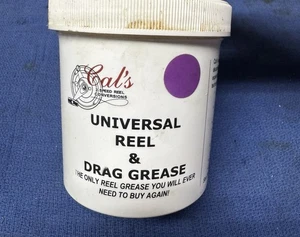 Cal's
2 SPEED REEL
CONVERSIONS
UNIVERSAL
REEL
&
DRAG GREASE
THE ONLY REEL GREASE YOU WILL EVER
NEED TO BUY AGAIN!